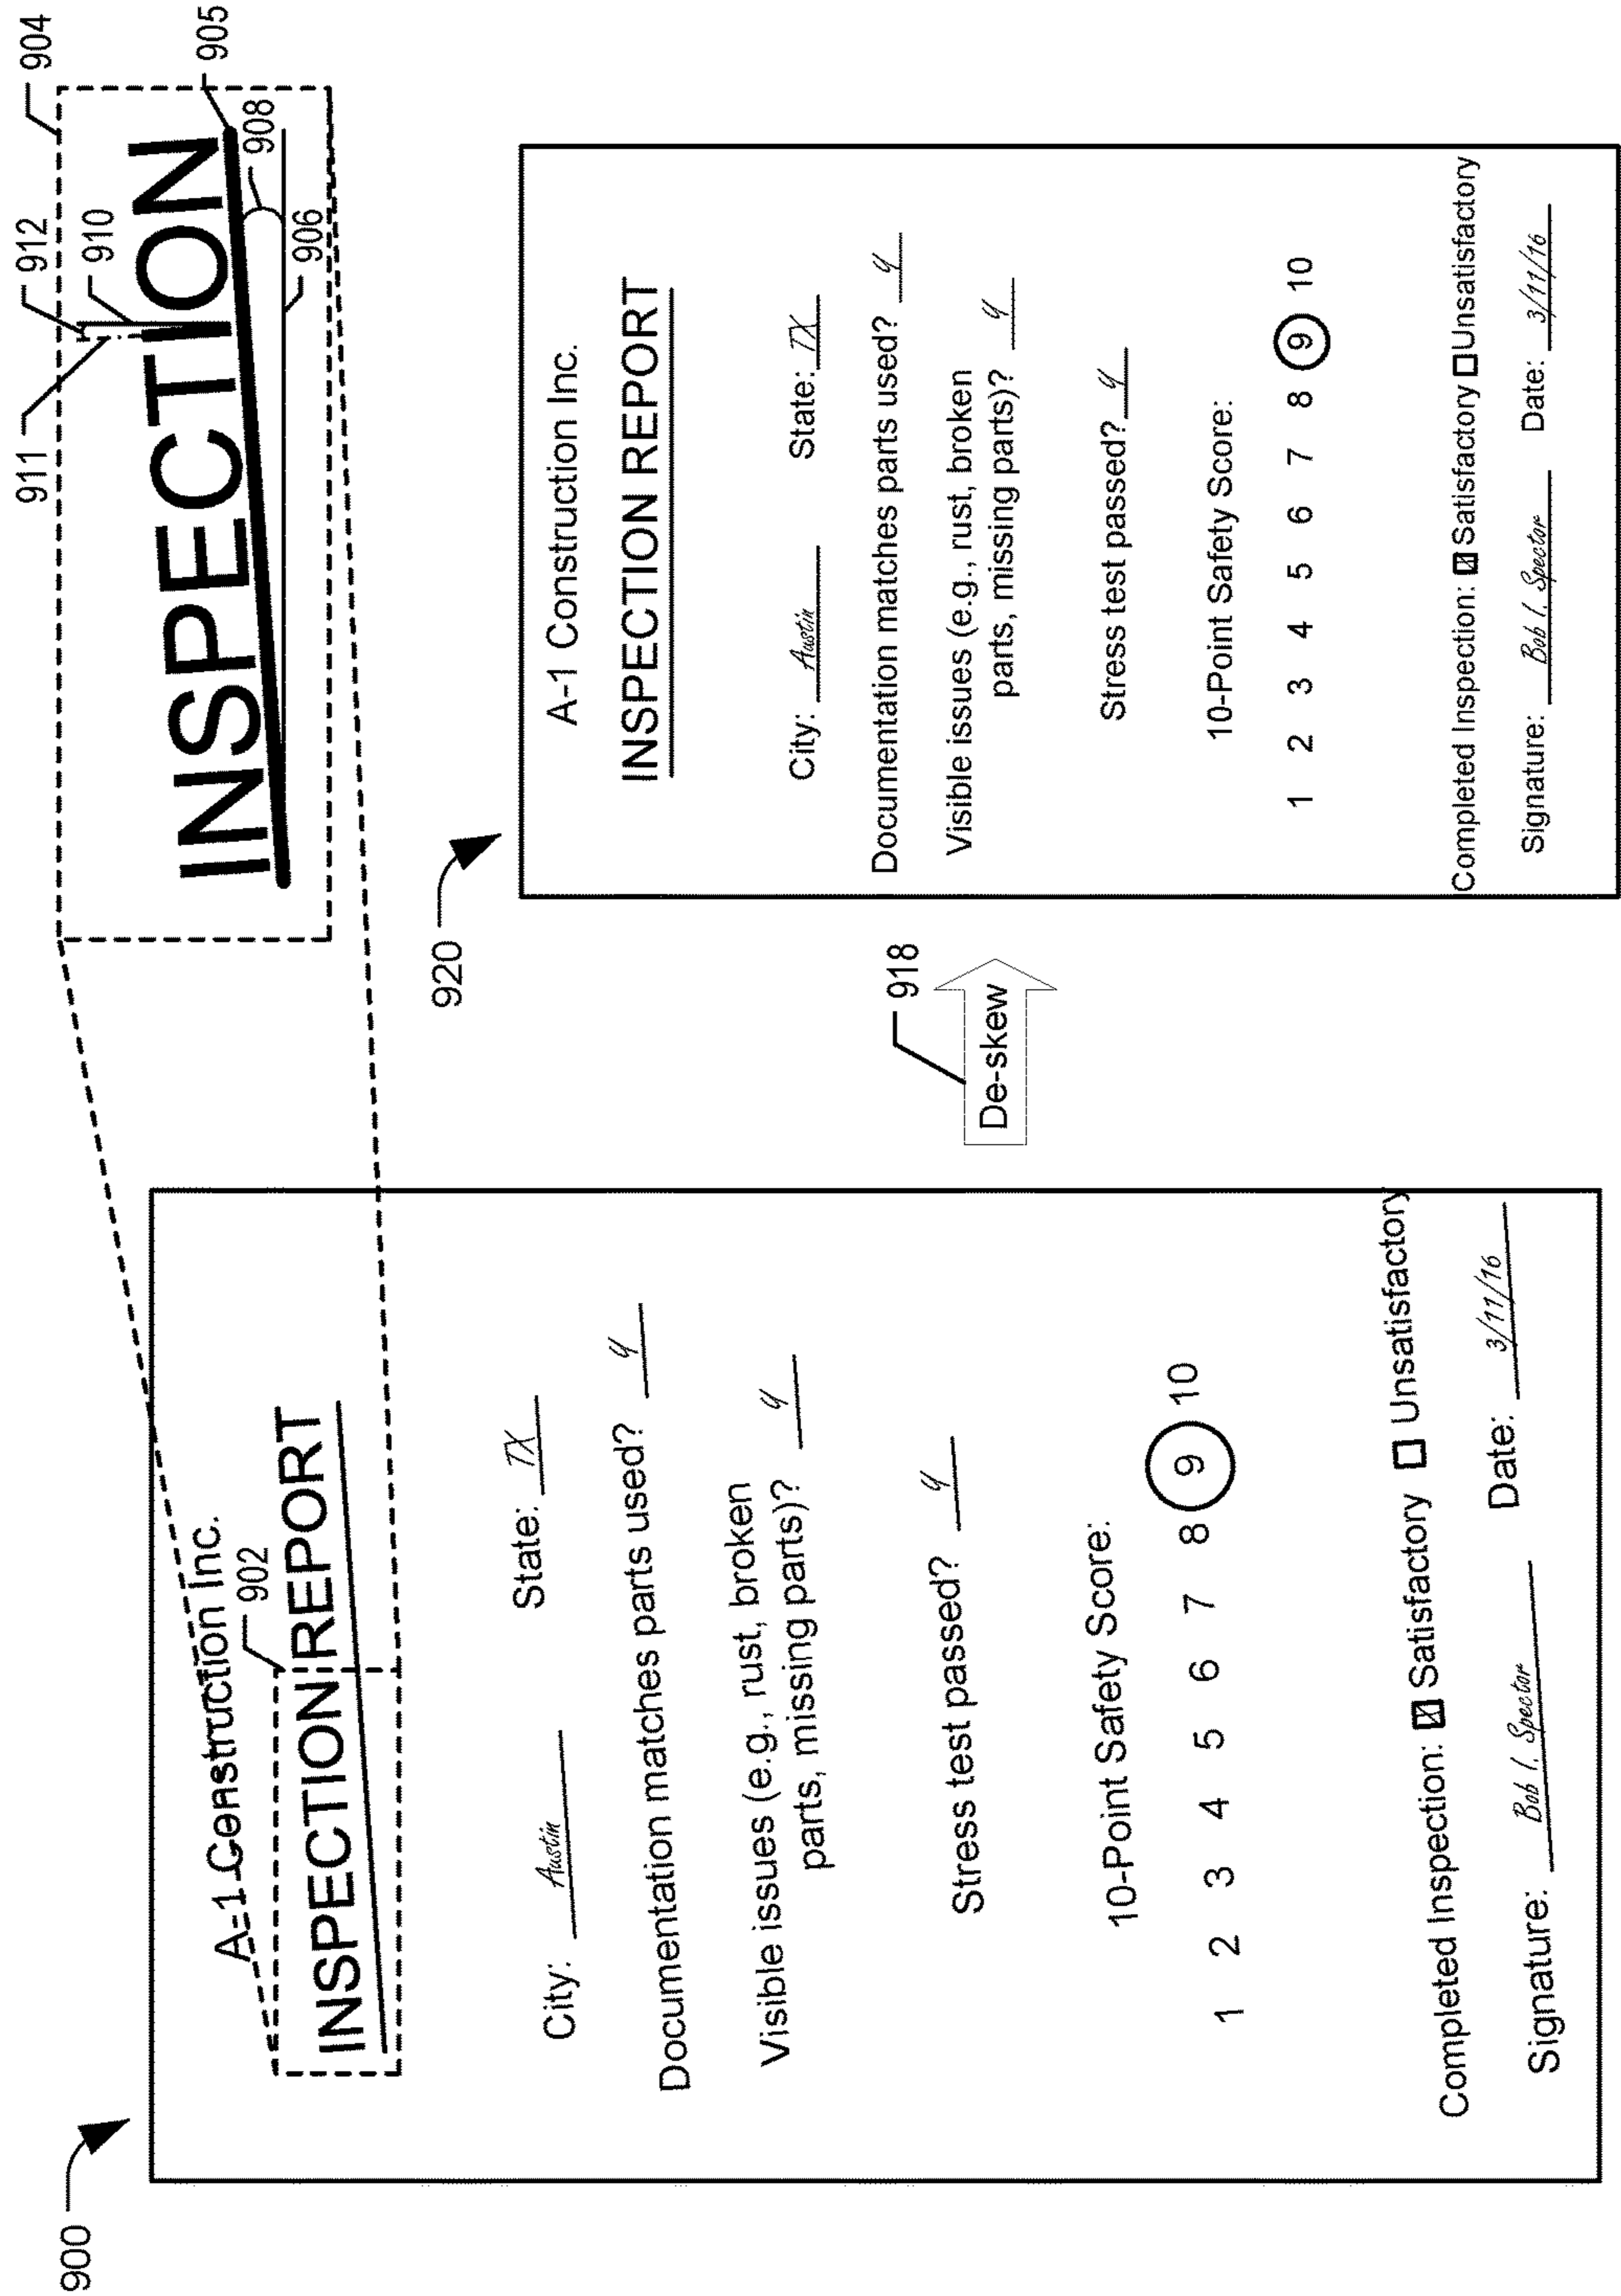 900
A-1 Construction Inc.
902
INSPECTION REPORT
City: Austin State: TX
Documentation matches parts used? y
Visible issues (e.g., rust, broken
parts, missing parts)? y
Stress test passed? y
10-Point Safety Score:
1 2 3 4 5 6 7 8 9 10
Completed Inspection: ☑ Satisfactory ☐ Unsatisfactory
Signature: Bob I. Spector Date: 3/11/16
904
911
912
910
INSPECTION
905
908
906
918
De-skew
920
A-1 Construction Inc.
INSPECTION REPORT
City: Austin State: TX
Documentation matches parts used? y
Visible issues (e.g., rust, broken
parts, missing parts)? y
Stress test passed? y
10-Point Safety Score:
1 2 3 4 5 6 7 8 9 10
Completed Inspection: ☑ Satisfactory ☐ Unsatisfactory
Signature: Bob I. Spector Date: 3/11/16